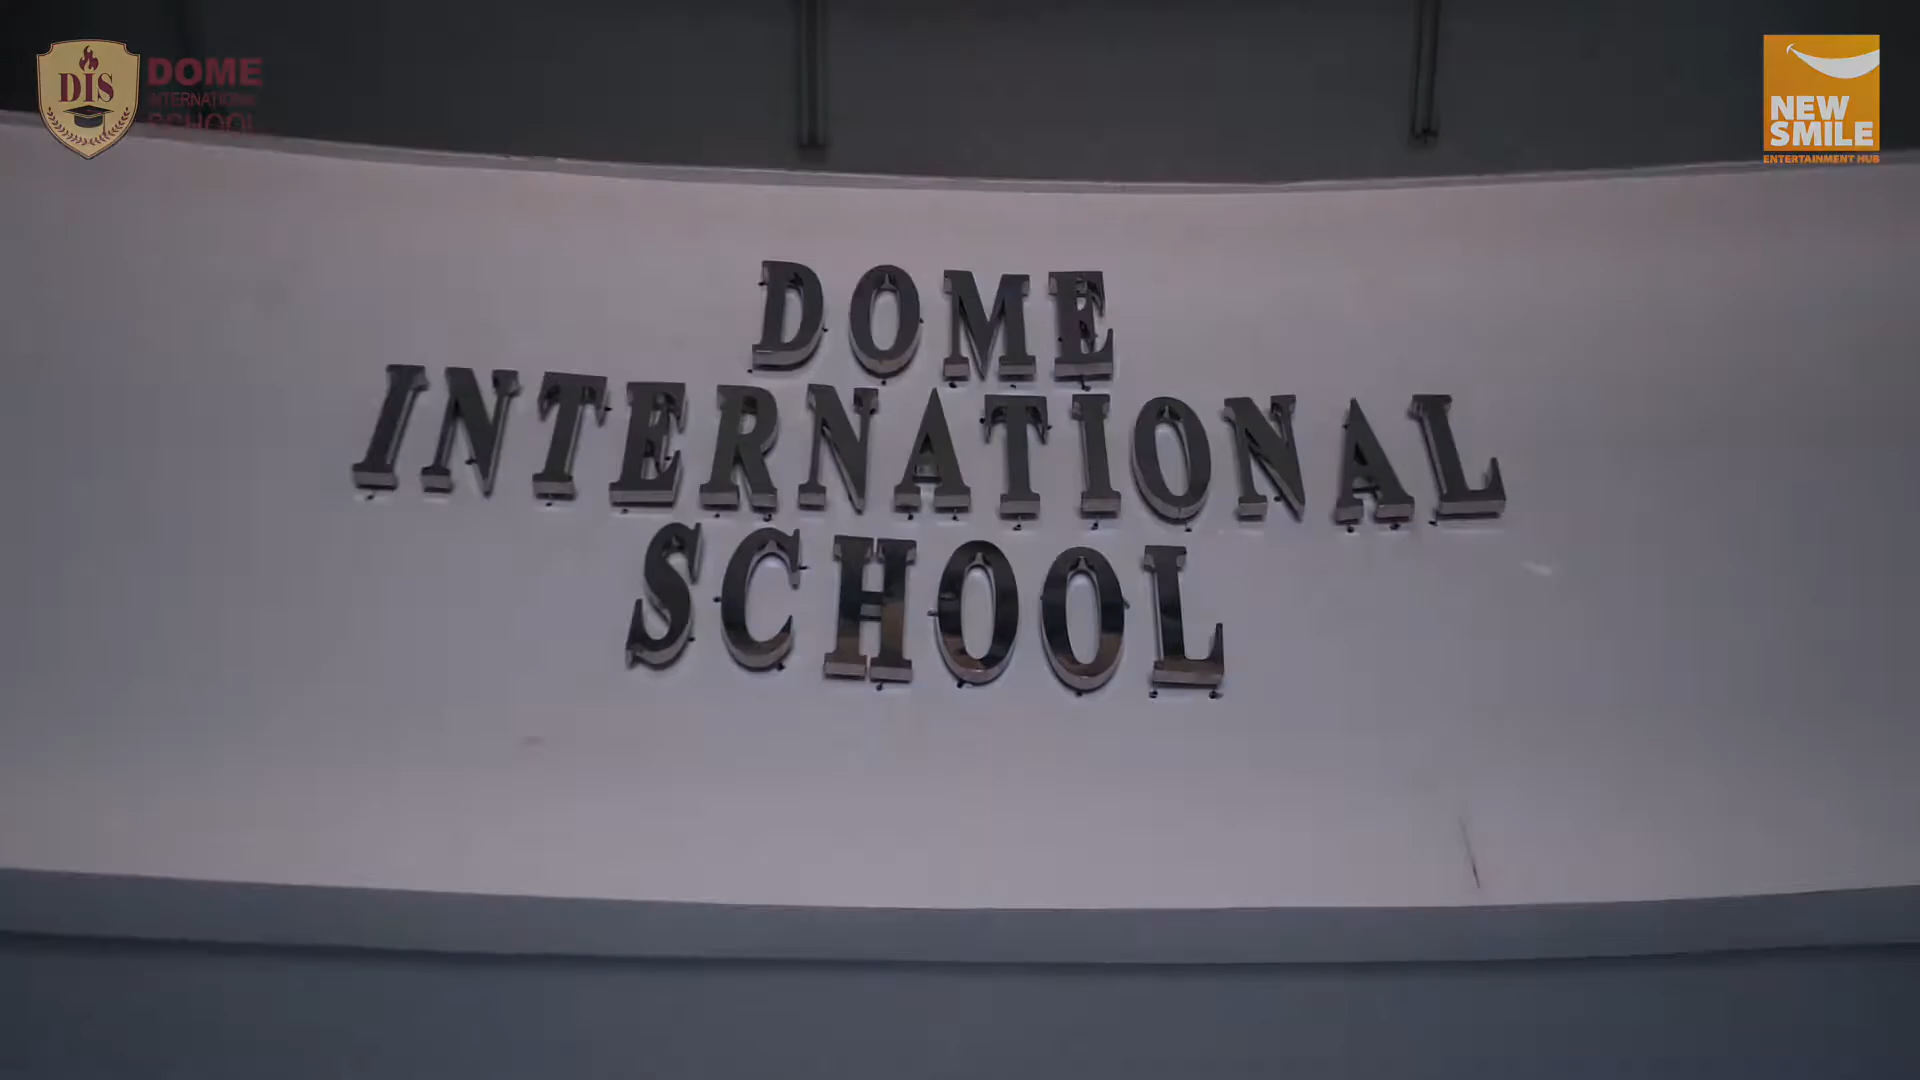 DIS
DOME
INTERNATIONAL
SCHOOL
NEW
SMILE
ENTERTAINMENT HUB
DOME
INTERNATIONAL
SCHOOL